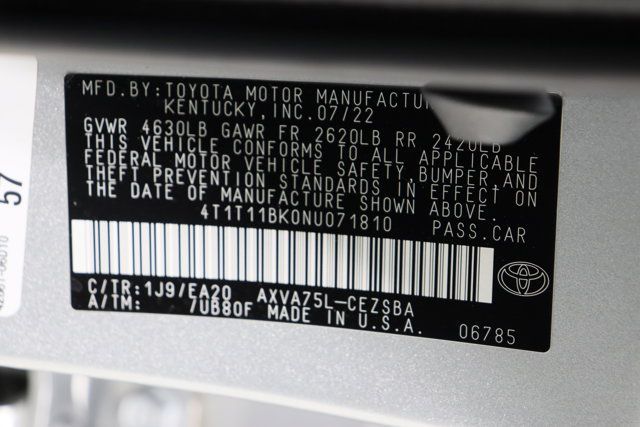 MFD.BY:TOYOTA MOTOR MANUFACTUR
KENTUCKY, INC. 07/22
GVWR 4630LB GAWR FR 2620LB RR 2420LB
THIS VEHICLE CONFORMS TO ALL APPLICABLE
FEDERAL MOTOR VEHICLE SAFETY, BUMPER, AND
THEFT PREVENTION STANDARDS IN EFFECT ON
THE DATE OF MANUFACTURE SHOWN ABOVE.
4T1T11BK0NU071810 PASS.CAR
C/TR: 1J9/EA20 AXVA75L-CEZSBA
A/TM: /UB80F MADE IN U.S.A. 06785
57